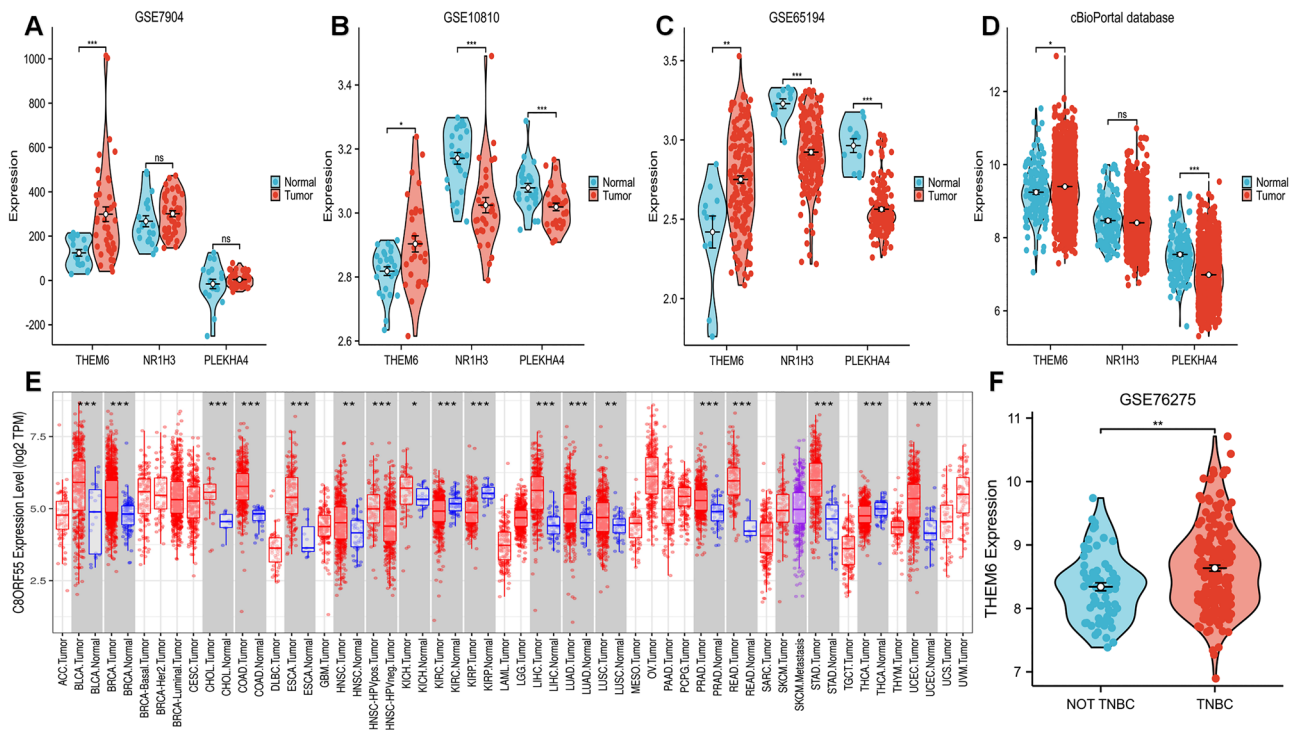 A
GSE7904
Expression
1000
800
600
400
200
0
-200
***
ns
ns
THEM6
NR1H3
PLEKHA4
Normal
Tumor
B
GSE10810
Expression
3.4
3.2
3.0
2.8
2.6
*
***
***
THEM6
NR1H3
PLEKHA4
Normal
Tumor
C
GSE65194
Expression
3.5
3.0
2.5
2.0
**
***
***
THEM6
NR1H3
PLEKHA4
Normal
Tumor
D
cBioPortal database
Expression
12
10
8
6
*
ns
***
THEM6
NR1H3
PLEKHA4
Normal
Tumor
E
C8ORF55 Expression Level (log2 TPM)
7.5
5.0
2.5
*** *** *** *** *** ** *** * *** *** *** *** ** *** *** *** *** ***
ACC.Tumor
BLCA.Tumor
BLCA.Normal
BRCA.Tumor
BRCA.Normal
BRCA-Basal.Tumor
BRCA-Her2.Tumor
BRCA-Luminal.Tumor
CESC.Tumor
CHOL.Tumor
CHOL.Normal
COAD.Tumor
COAD.Normal
DLBC.Tumor
ESCA.Tumor
ESCA.Normal
GBM.Tumor
HNSC.Tumor
HNSC.Normal
HNSC-HPVpos.Tumor
HNSC-HPVneg.Tumor
KICH.Tumor
KICH.Normal
KIRC.Tumor
KIRC.Normal
KIRP.Tumor
KIRP.Normal
LAML.Tumor
LGG.Tumor
LIHC.Tumor
LIHC.Normal
LUAD.Tumor
LUAD.Normal
LUSC.Tumor
LUSC.Normal
MESO.Tumor
OV.Tumor
PAAD.Tumor
PCPG.Tumor
PRAD.Tumor
PRAD.Normal
READ.Tumor
READ.Normal
SARC.Tumor
SKCM.Tumor
SKCM.Metastasis
STAD.Tumor
STAD.Normal
TGCT.Tumor
THCA.Tumor
THCA.Normal
THYM.Tumor
UCEC.Tumor
UCEC.Normal
UCS.Tumor
UVM.Tumor
F
GSE76275
THEM6 Expression
11
10
9
8
7
**
NOT TNBC
TNBC